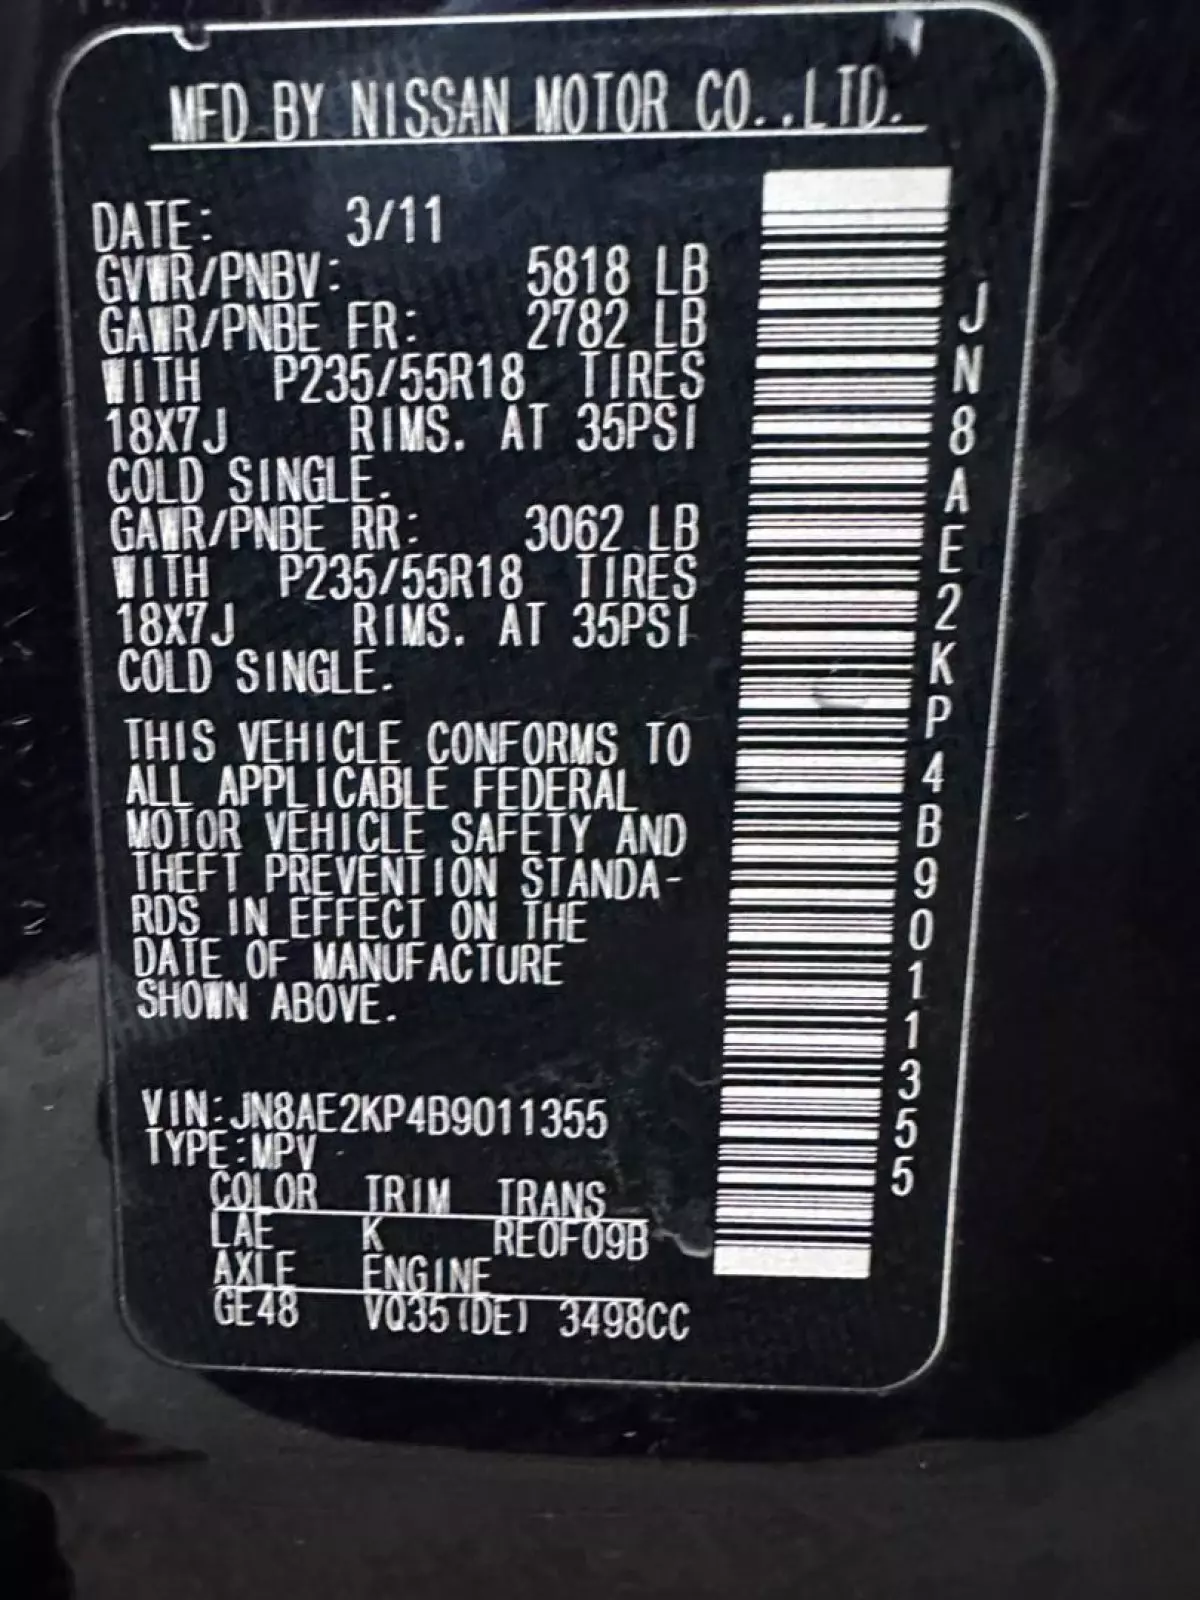 MFD BY NISSAN MOTOR CO.,LTD.
DATE: 3/11
GVWR/PNBV: 5818 LB
GAWR/PNBE FR: 2782 LB
WITH P235/55R18 TIRES
18X7J RIMS. AT 35PSI
COLD SINGLE.
GAWR/PNBE RR: 3062 LB
WITH P235/55R18 TIRES
18X7J RIMS. AT 35PSI
COLD SINGLE.
THIS VEHICLE CONFORMS TO
ALL APPLICABLE FEDERAL
MOTOR VEHICLE SAFETY AND
THEFT PREVENTION STANDA-
RDS IN EFFECT ON THE
DATE OF MANUFACTURE
SHOWN ABOVE.
VIN:JN8AE2KP4B9011355
TYPE:MPV
COLOR TRIM TRANS
LAE K RE0F09B
AXLE ENGINE
GE48 VQ35(DE) 3498CC
JN8AE2KP4B9011355